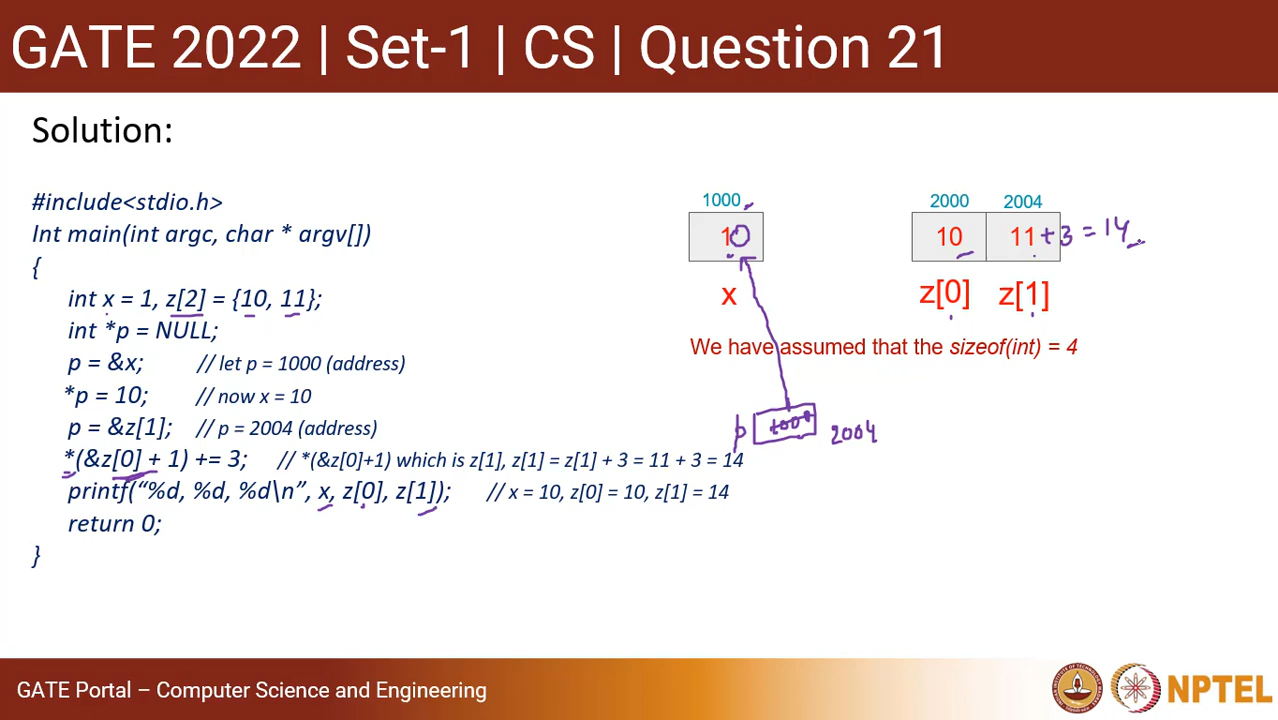 GATE 2022 | Set-1 | CS | Question 21
Solution:
#include<stdio.h>
Int main(int argc, char * argv[])
{
int x = 1, z[2] = {10, 11};
int *p = NULL;
p = &x; // let p = 1000 (address)
*p = 10; // now x = 10
p = &z[1]; // p = 2004 (address)
*(&z[0] + 1) += 3; // *(&z[0]+1) which is z[1], z[1] = z[1] + 3 = 11 + 3 = 14
printf(“%d, %d, %d\n”, x, z[0], z[1]); // x = 10, z[0] = 10, z[1] = 14
return 0;
}
1000 2000 2004
10 10 11 + 3 = 14
x z[0] z[1]
We have assumed that the sizeof(int) = 4
p 1000 2004
GATE Portal – Computer Science and Engineering
NPTEL